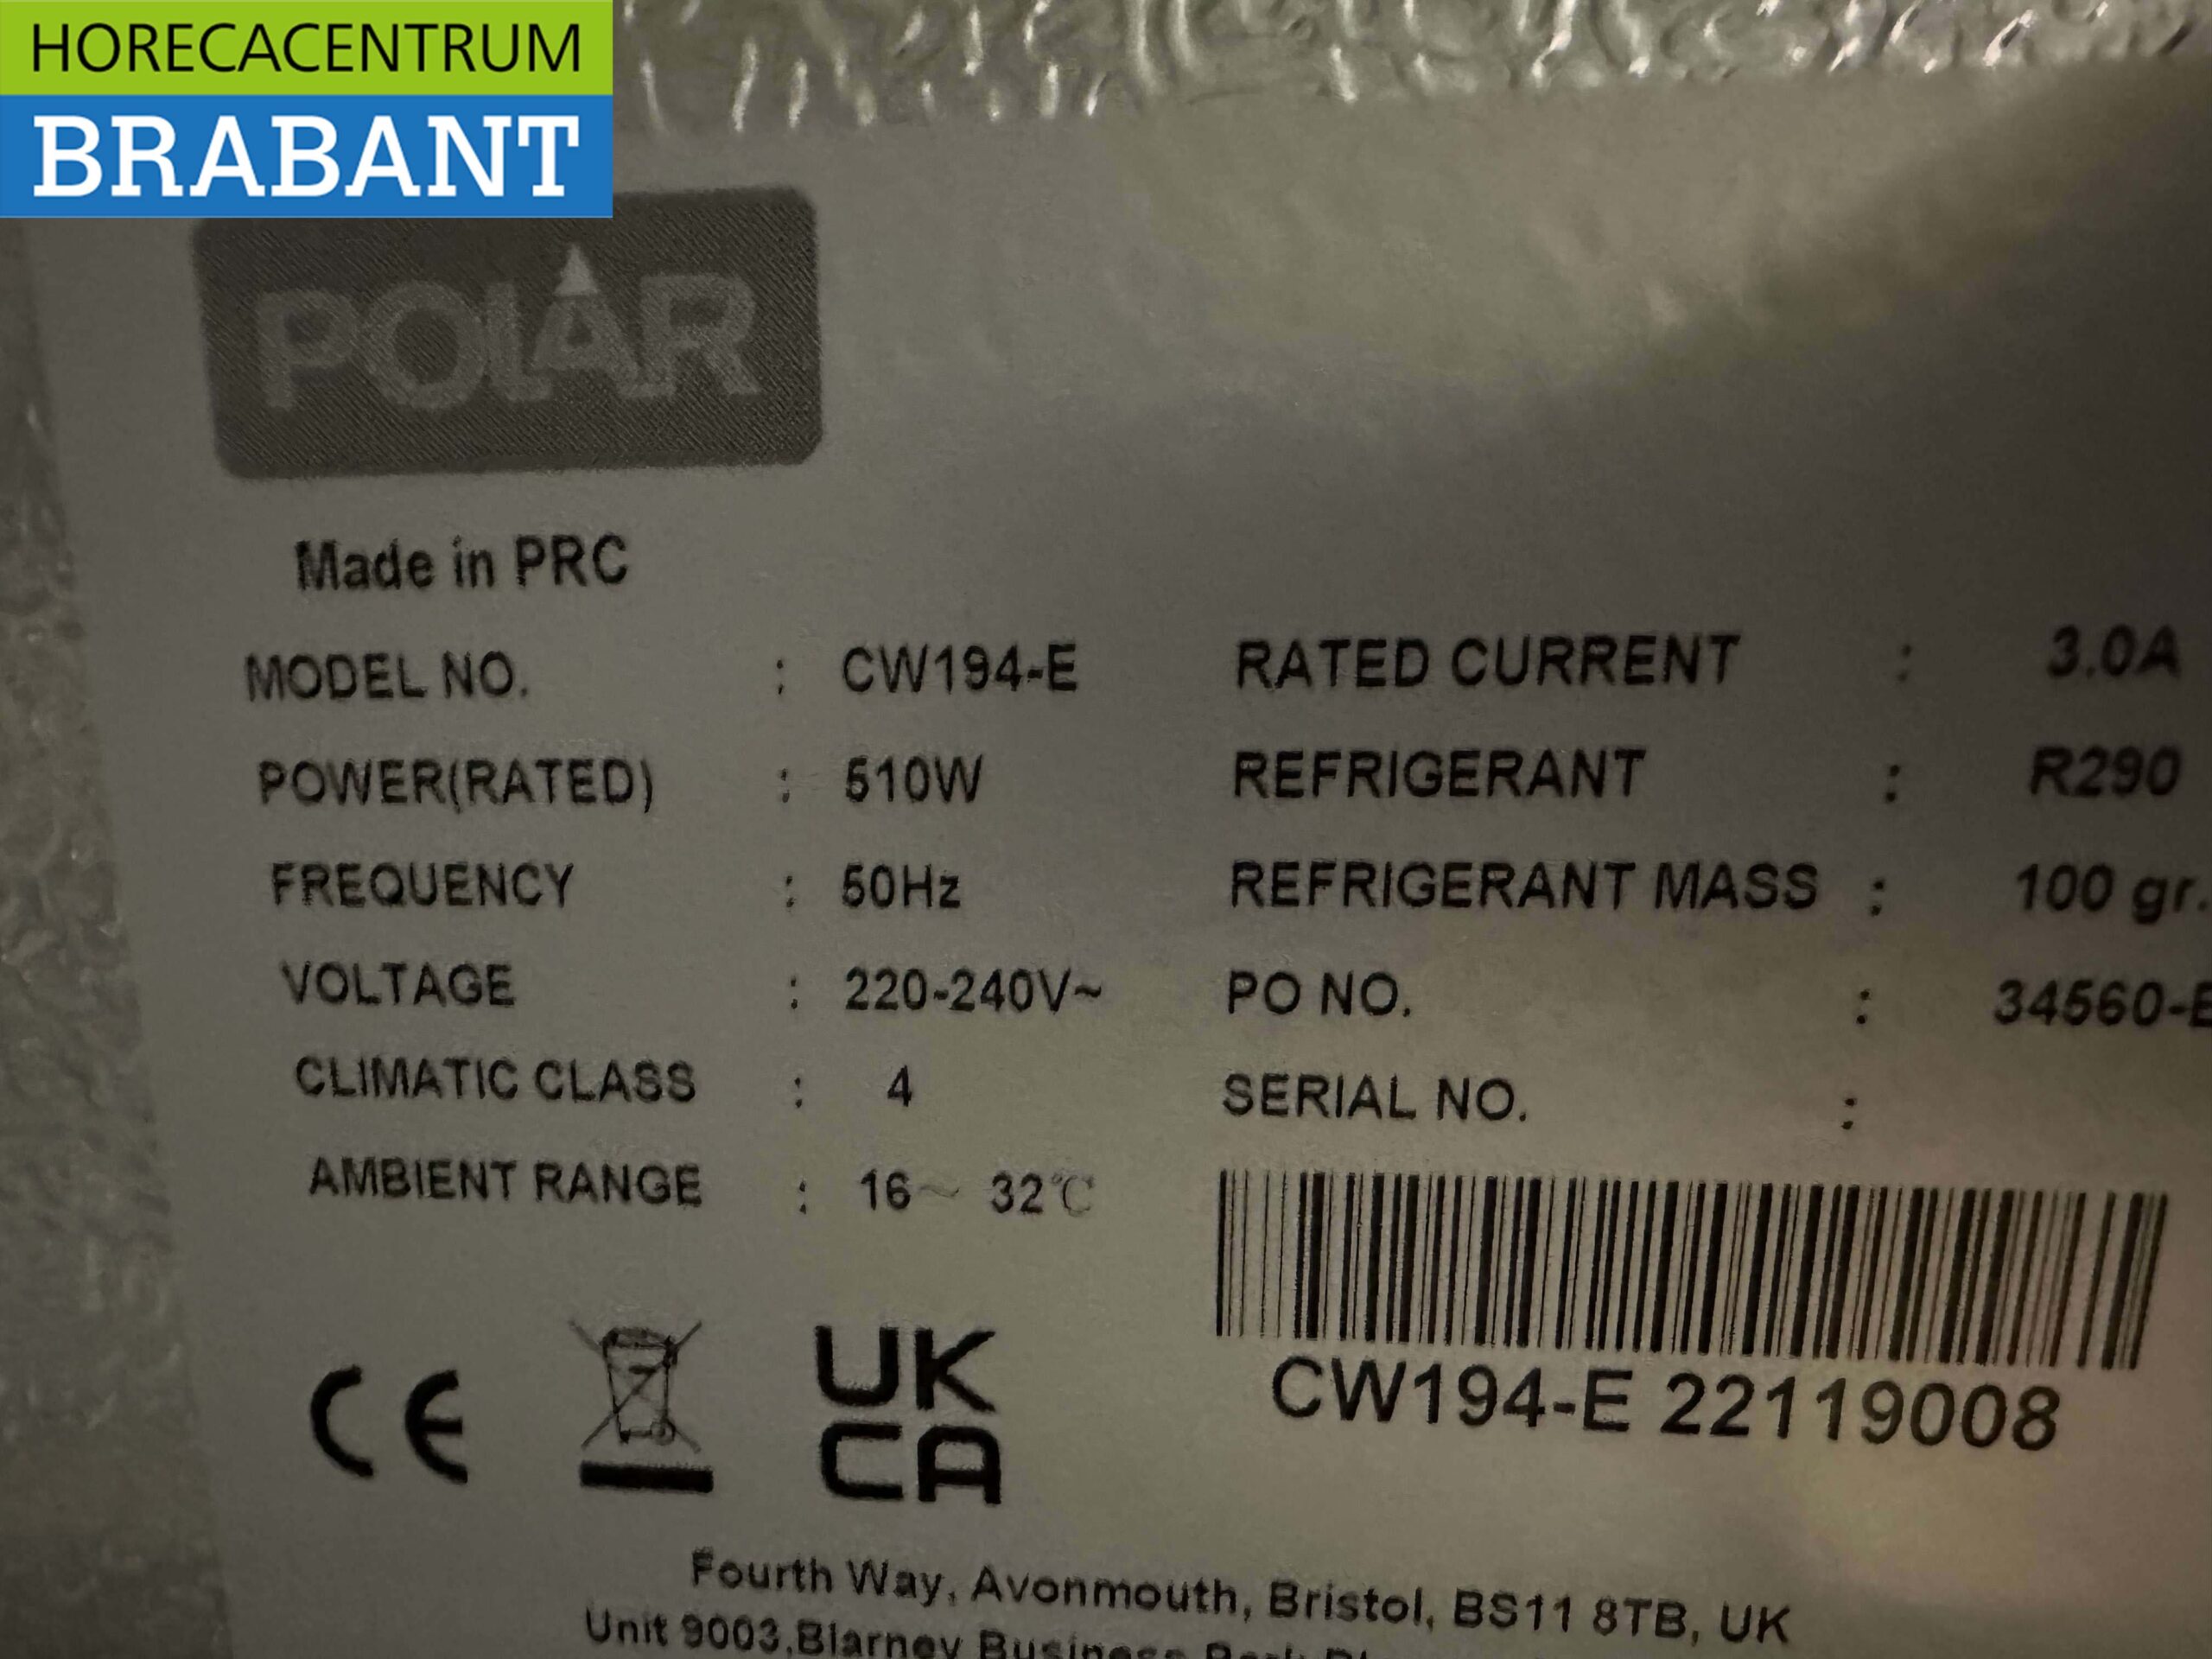 HORECACENTRUM
BRABANT
POLAR
Made in PRC
MODEL NO. : CW194-E
POWER(RATED) : 510W
FREQUENCY : 50Hz
VOLTAGE : 220-240V~
CLIMATIC CLASS : 4
AMBIENT RANGE : 16~ 32℃
RATED CURRENT : 3.0A
REFRIGERANT : R290
REFRIGERANT MASS : 100 gr.
PO NO. : 34560-E
SERIAL NO. :
CW194-E 22119008
CE
UK
CA
Fourth Way, Avonmouth, Bristol, BS11 8TB, UK
Unit 9003,Blarney Business Park